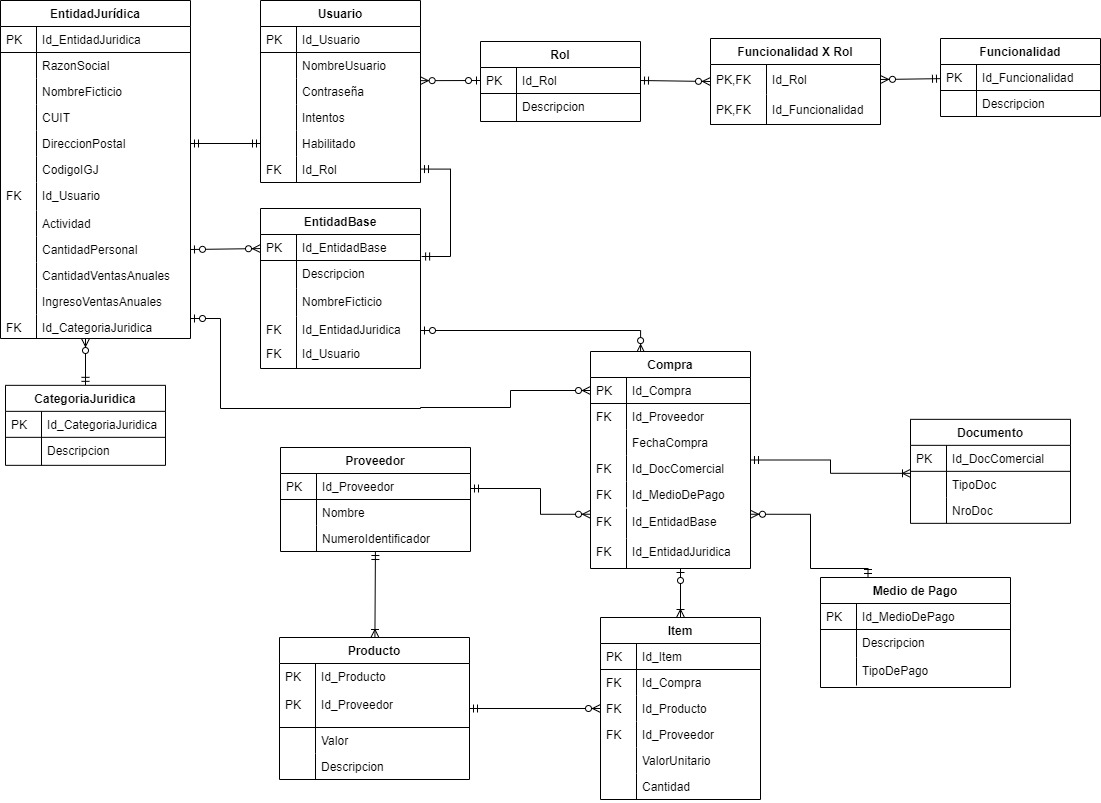 EntidadJurídica
PK Id_EntidadJuridica
RazonSocial
NombreFicticio
CUIT
DireccionPostal
CodigoIGJ
FK Id_Usuario
Actividad
CantidadPersonal
CantidadVentasAnuales
IngresoVentasAnuales
FK Id_CategoriaJuridica
Usuario
PK Id_Usuario
NombreUsuario
Contraseña
Intentos
Habilitado
FK Id_Rol
Rol
PK Id_Rol
Descripcion
Funcionalidad X Rol
PK,FK Id_Rol
PK,FK Id_Funcionalidad
Funcionalidad
PK Id_Funcionalidad
Descripcion
EntidadBase
PK Id_EntidadBase
Descripcion
NombreFicticio
FK Id_EntidadJuridica
FK Id_Usuario
CategoriaJuridica
PK Id_CategoriaJuridica
Descripcion
Compra
PK Id_Compra
FK Id_Proveedor
FechaCompra
FK Id_DocComercial
FK Id_MedioDePago
FK Id_EntidadBase
FK Id_EntidadJuridica
Documento
PK Id_DocComercial
TipoDoc
NroDoc
Proveedor
PK Id_Proveedor
Nombre
NumeroIdentificador
Medio de Pago
PK Id_MedioDePago
Descripcion
TipoDePago
Producto
PK Id_Producto
PK Id_Proveedor
Valor
Descripcion
Item
PK Id_Item
FK Id_Compra
FK Id_Producto
FK Id_Proveedor
ValorUnitario
Cantidad